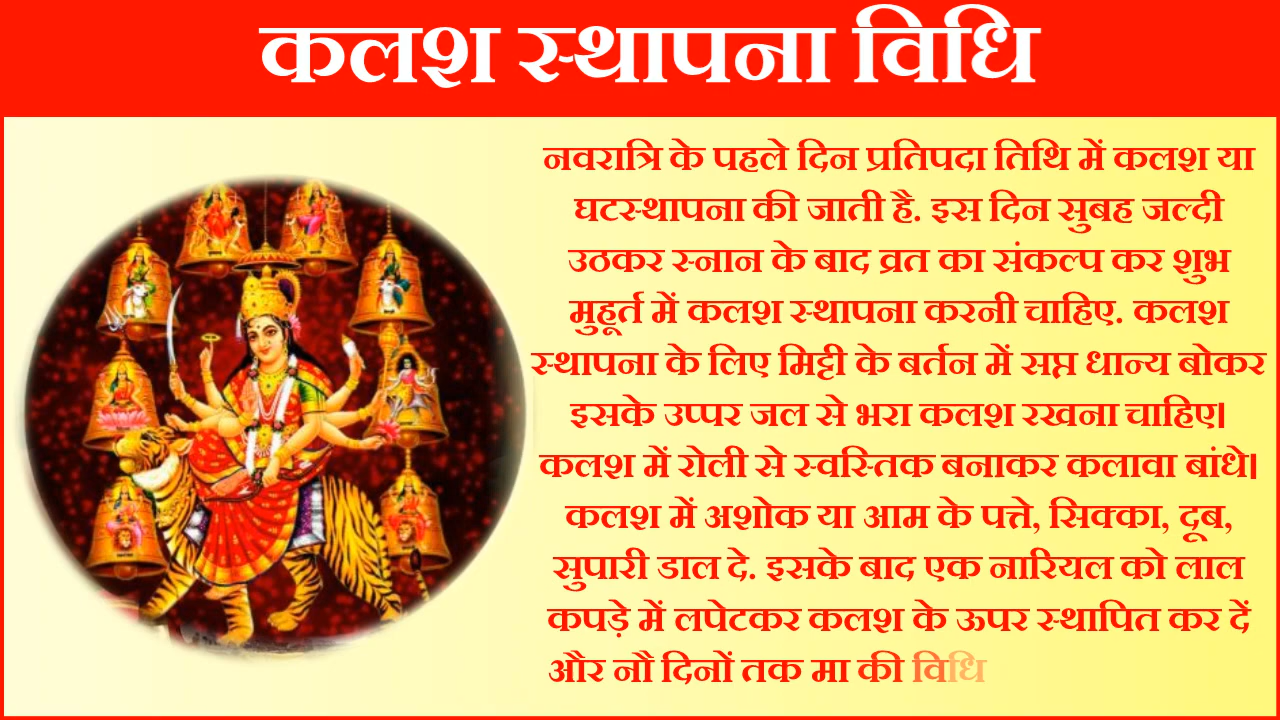 कलश स्थापना विधि
नवरात्रि के पहले दिन प्रतिपदा तिथि में कलश या
घटस्थापना की जाती है. इस दिन सुबह जल्दी
उठकर स्नान के बाद व्रत का संकल्प कर शुभ
मुहूर्त में कलश स्थापना करनी चाहिए. कलश
स्थापना के लिए मिट्टी के बर्तन में सप्त धान्य बोकर
इसके उप्पर जल से भरा कलश रखना चाहिए।
कलश में रोली से स्वस्तिक बनाकर कलावा बांधे।
कलश में अशोक या आम के पत्ते, सिक्का, दूब,
सुपारी डाल दे. इसके बाद एक नारियल को लाल
कपड़े में लपेटकर कलश के ऊपर स्थापित कर दें
और नौ दिनों तक मा की विधि